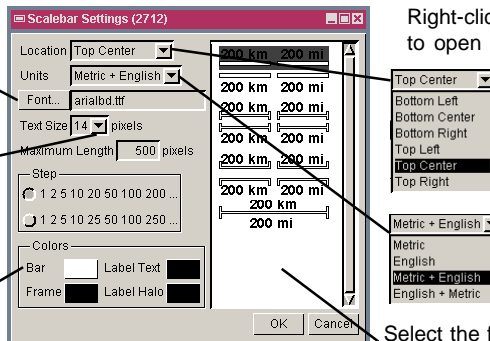 Scalebar Settings (2712)
Location Top Center
Units Metric + English
Font... arialbd.ttf
Text Size 14 pixels
Maximum Length 500 pixels
Step
1 2 5 10 20 50 100 200 ...
1 2 5 10 25 50 100 250 ...
Colors
Bar Label Text
Frame Label Halo
200 km 200 mi
200 km 200 mi
200 km 200 mi
200 km 200 mi
200 km 200 mi
200 km
200 mi
OK Cancel
Right-clic
to open
Top Center
Bottom Left
Bottom Center
Bottom Right
Top Left
Top Center
Top Right
Metric + English
Metric
English
Metric + English
English + Metric
Select the f